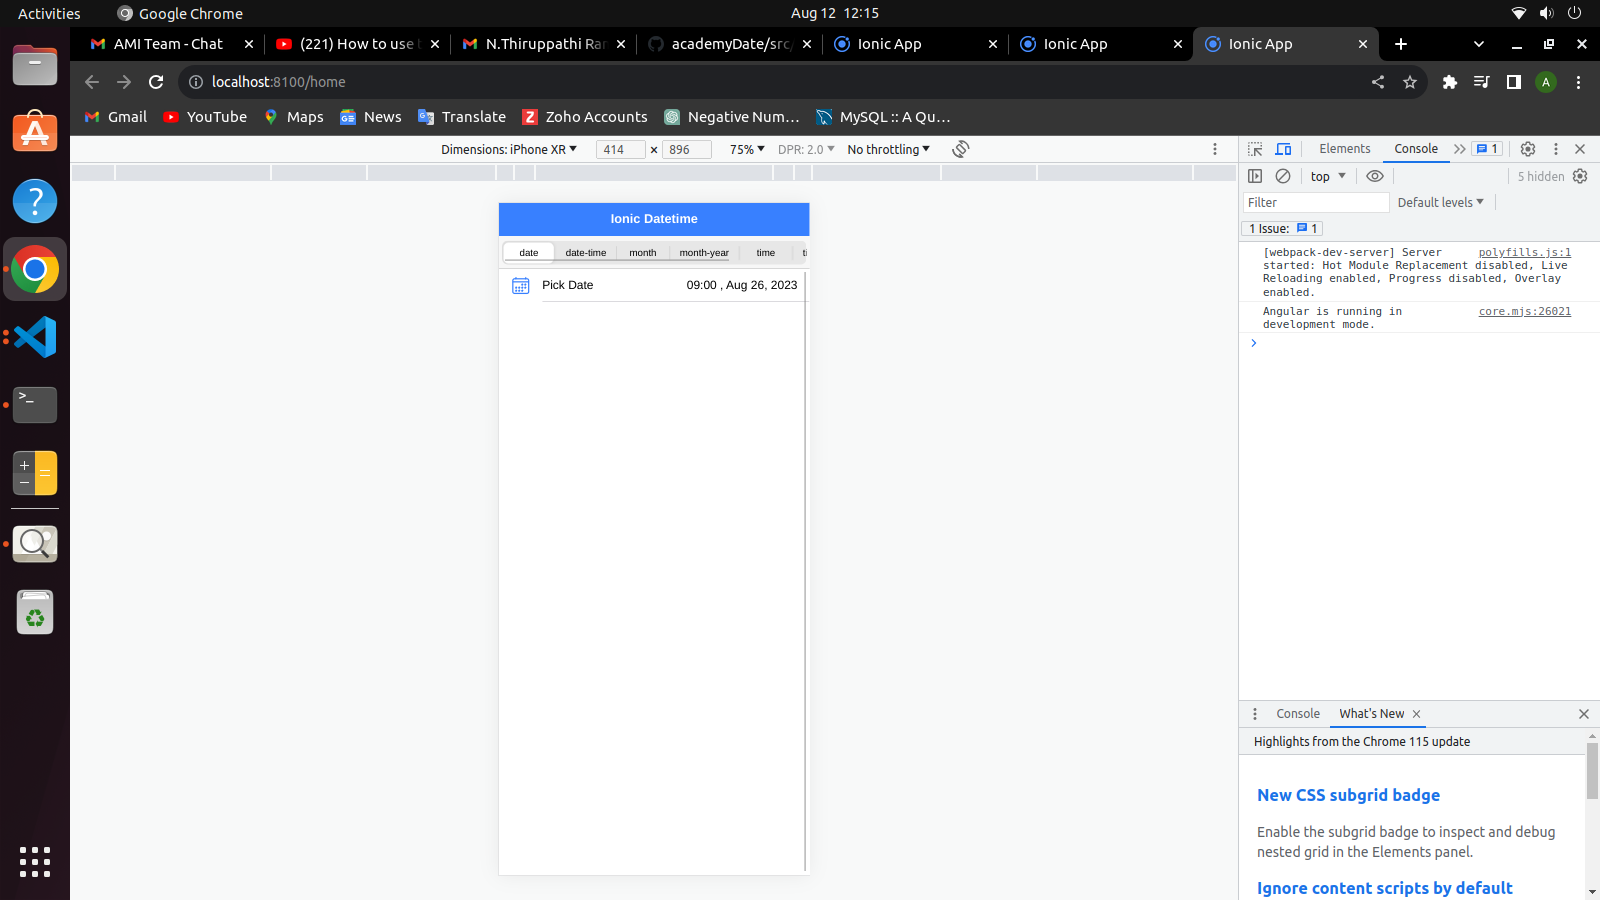 Activities
Google Chrome
Aug 12 12:15
AMI Team - Chat
(221) How to use
N.Thiruppathi Ra
academyDate/src/
Ionic App
Ionic App
Ionic App
localhost:8100/home
A
Gmail
YouTube
Maps
News
Translate
Zoho Accounts
Negative Num…
MySQL :: A Qu…
Dimensions: iPhone XR
414 × 896
75%
DPR: 2.0
No throttling
Elements
Console
1
top
5 hidden
Filter
Default levels
1 Issue: 1
[webpack-dev-server] Server polyfills.js:1
started: Hot Module Replacement disabled, Live
Reloading enabled, Progress disabled, Overlay
enabled.
Angular is running in core.mjs:26021
development mode.
Ionic Datetime
date
date-time
month
month-year
time
Pick Date
09:00 , Aug 26, 2023
Console
What's New
Highlights from the Chrome 115 update
New CSS subgrid badge
Enable the subgrid badge to inspect and debug
nested grid in the Elements panel.
Ignore content scripts by default